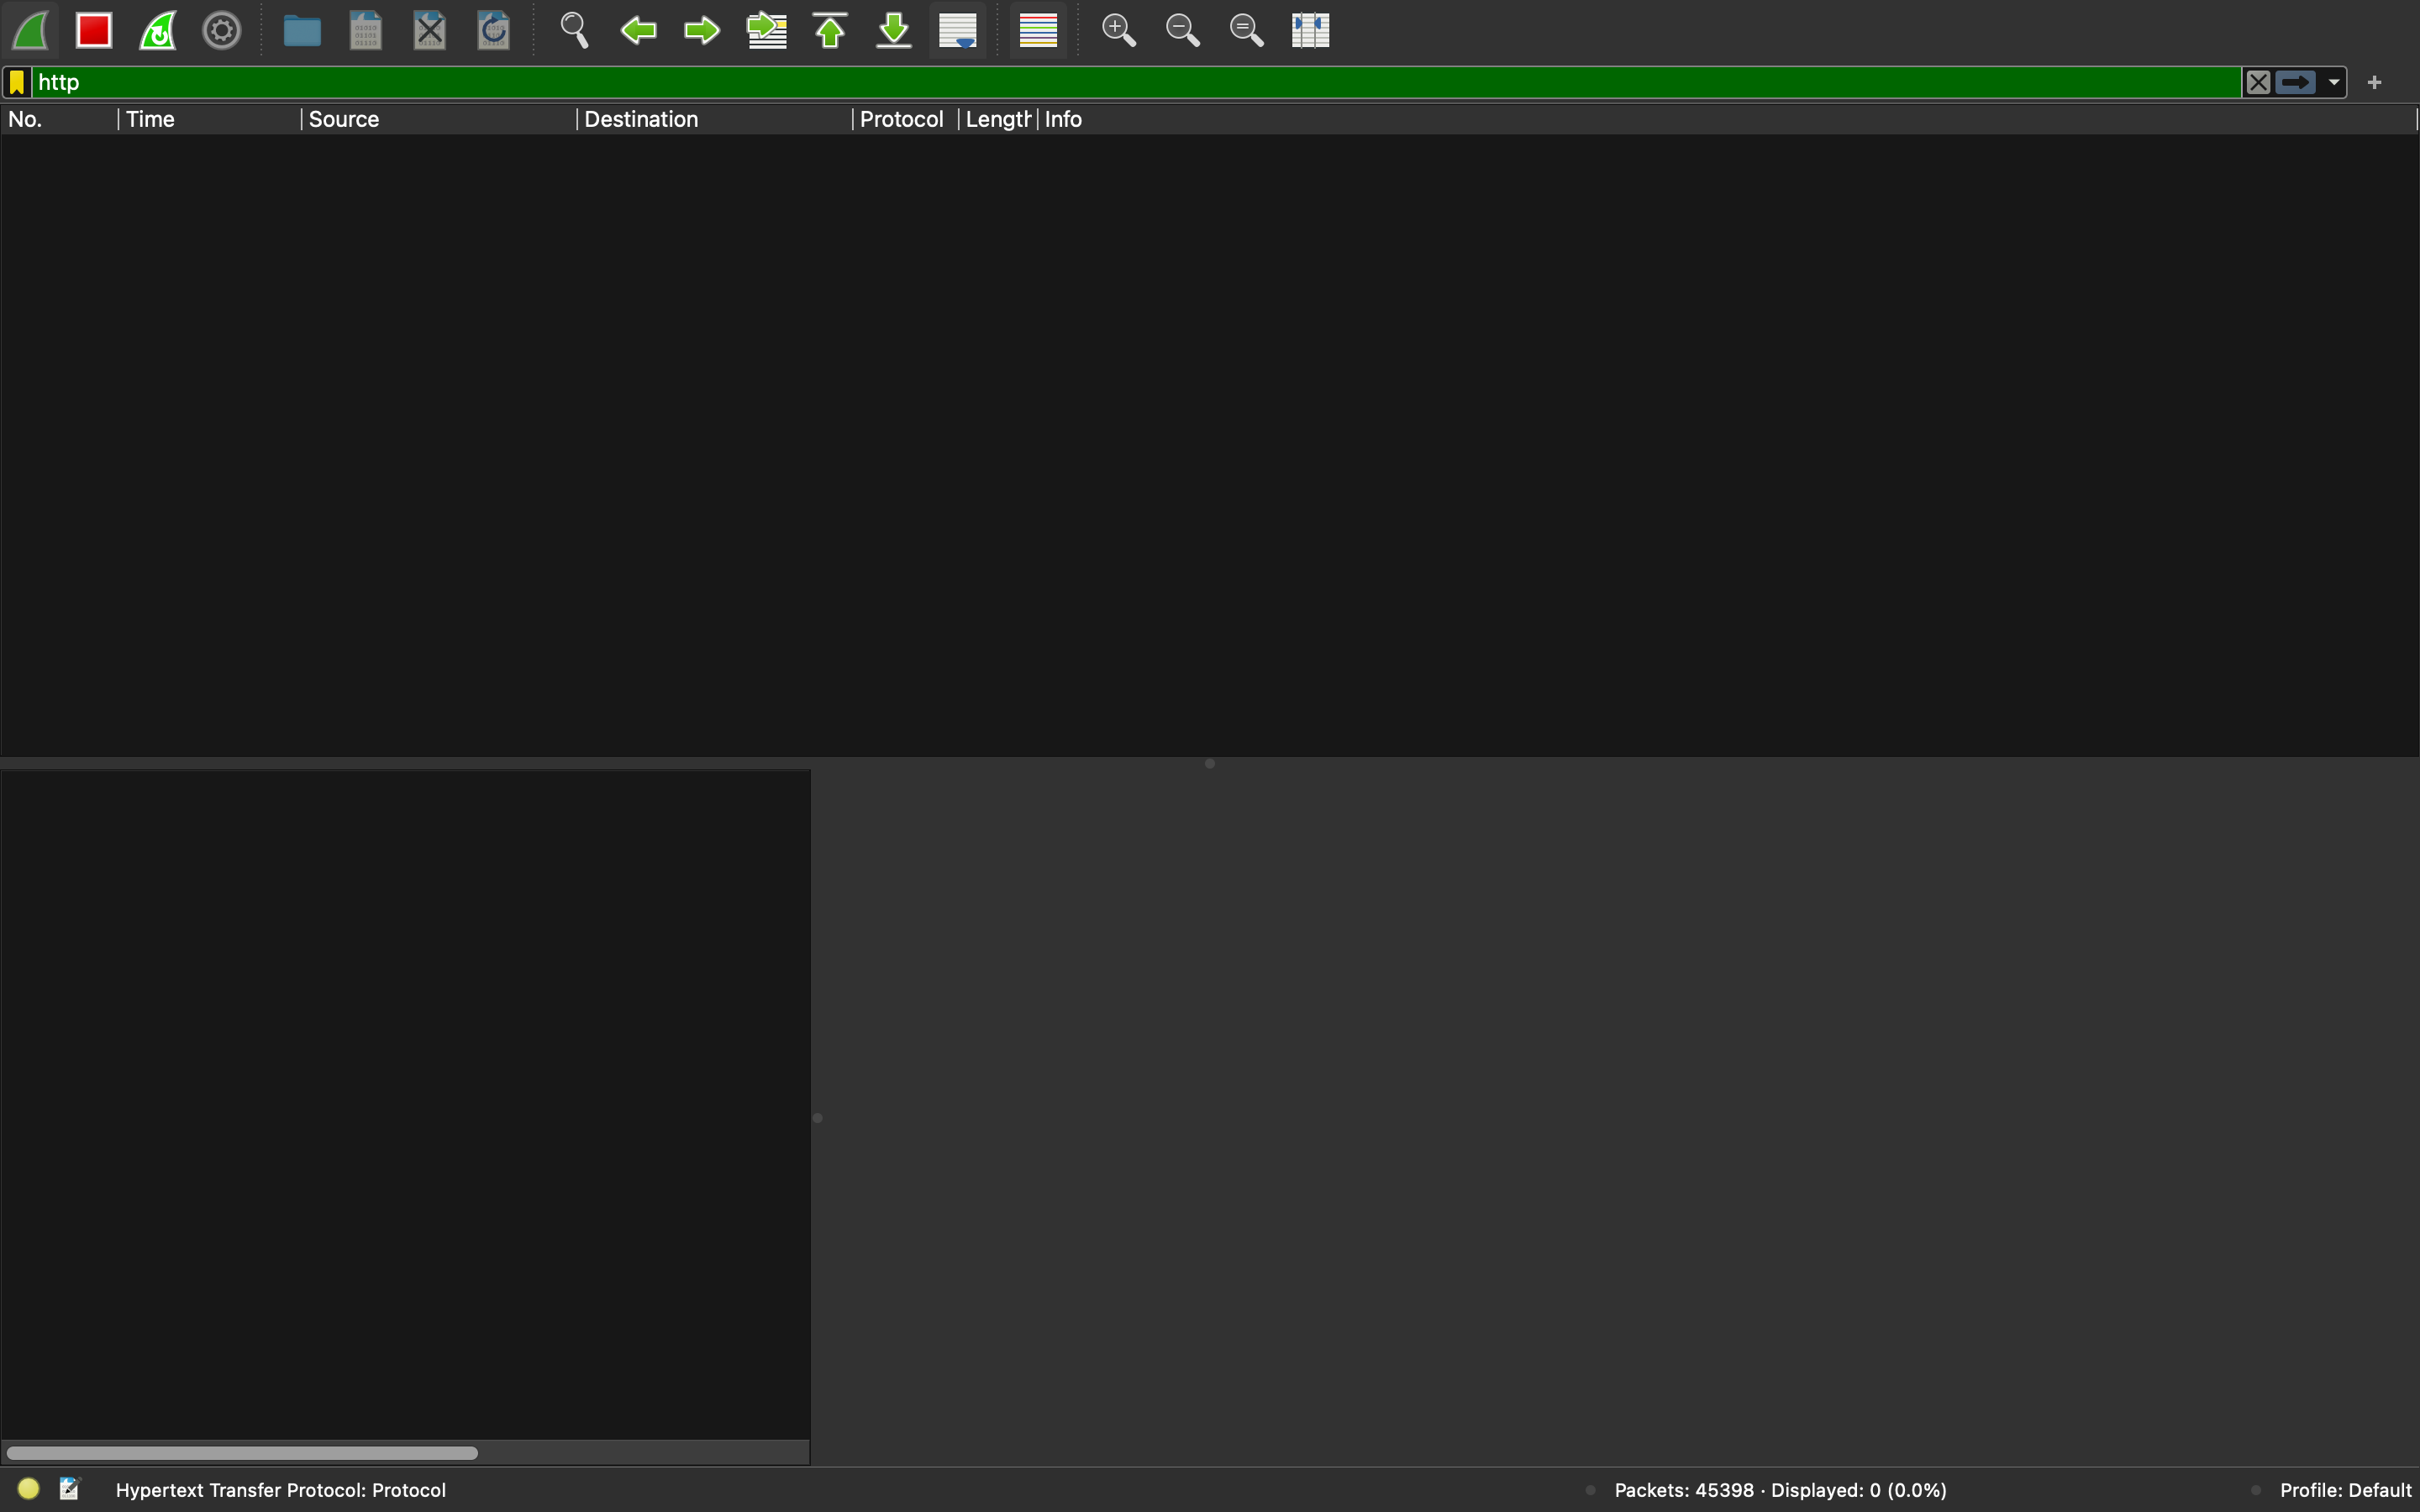 http
No. Time Source Destination Protocol Length Info
Hypertext Transfer Protocol: Protocol Packets: 45398 · Displayed: 0 (0.0%) Profile: Default